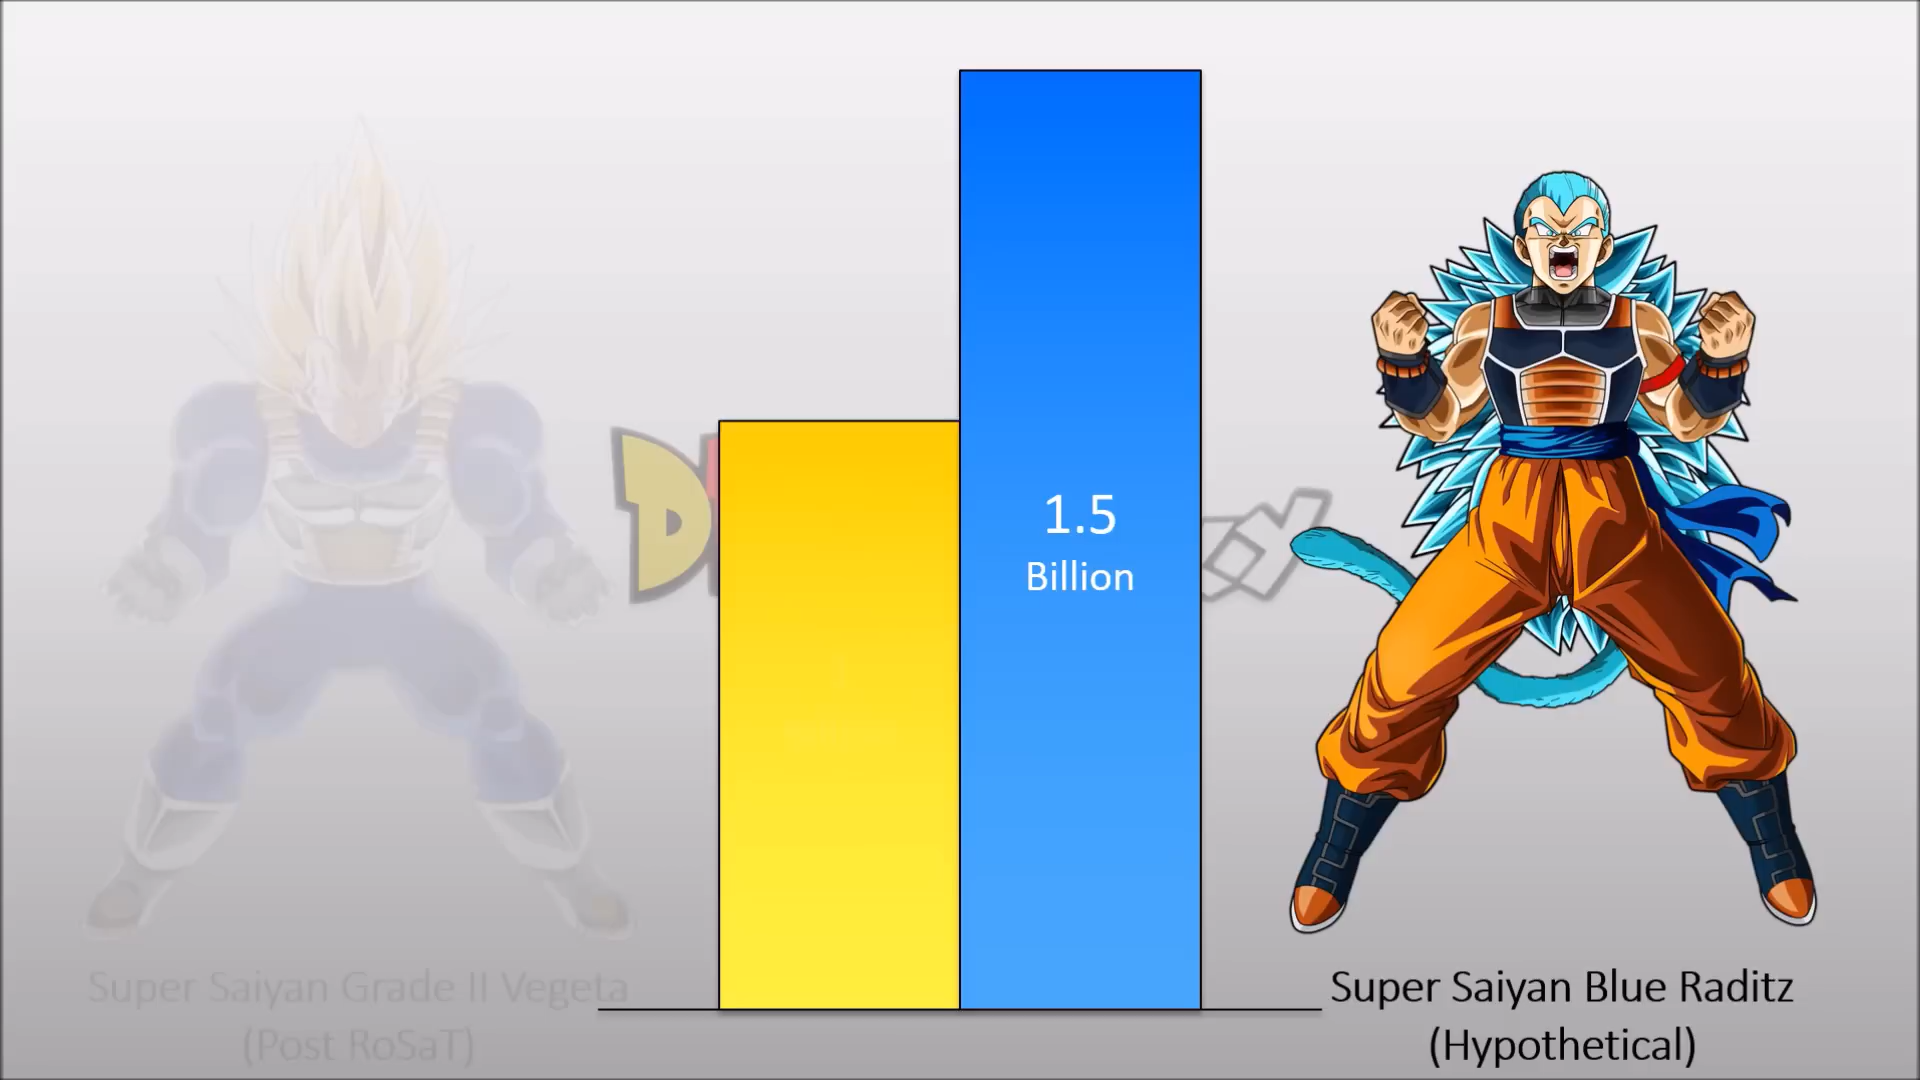 1.5
Billion
Super Saiyan Grade II Vegeta
(Post RoSaT)
Super Saiyan Blue Raditz
(Hypothetical)